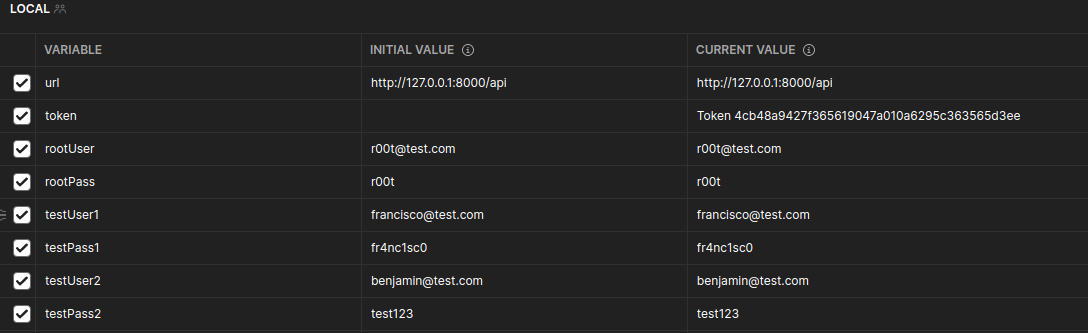 LOCAL
VARIABLE INITIAL VALUE CURRENT VALUE
url http://127.0.0.1:8000/api http://127.0.0.1:8000/api
token Token 4cb48a9427f365619047a010a6295c363565d3ee
rootUser r00t@test.com r00t@test.com
rootPass r00t r00t
testUser1 francisco@test.com francisco@test.com
testPass1 fr4nc1sc0 fr4nc1sc0
testUser2 benjamin@test.com benjamin@test.com
testPass2 test123 test123